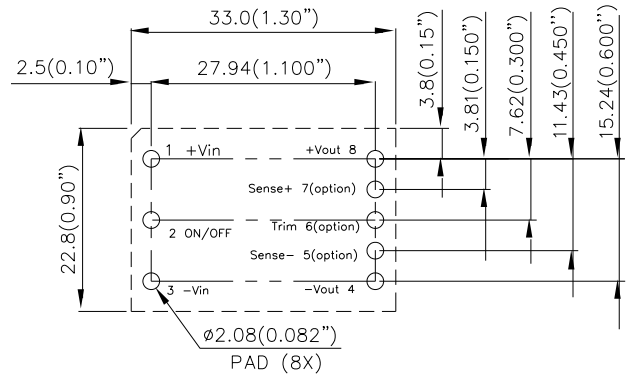 33.0(1.30”)
2.5(0.10”)
27.94(1.100”)
3.8(0.15”)
3.81(0.150”)
7.62(0.300”)
11.43(0.450”)
15.24(0.600”)
22.8(0.90”)
1 +Vin
+Vout 8
Sense+ 7(option)
2 ON/OFF
Trim 6(option)
Sense- 5(option)
3 -Vin
-Vout 4
ø2.08(0.082”)
PAD (8X)